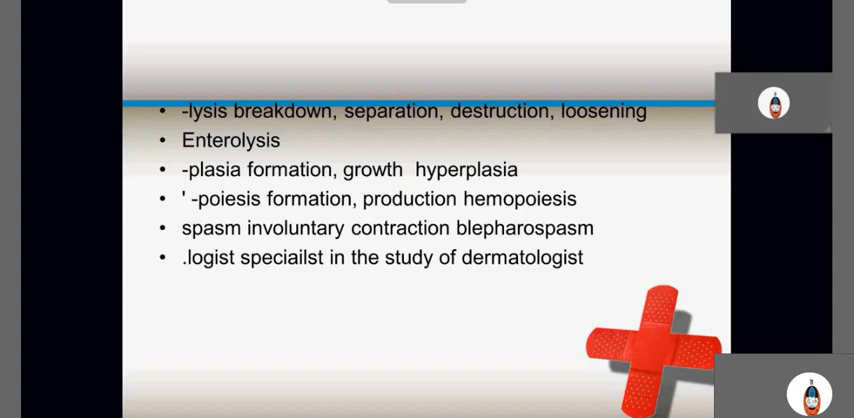 • -lysis breakdown, separation, destruction, loosening
• Enterolysis
• -plasia formation, growth hyperplasia
• ' -poiesis formation, production hemopoiesis
• spasm involuntary contraction blepharospasm
• .logist speciailst in the study of dermatologist